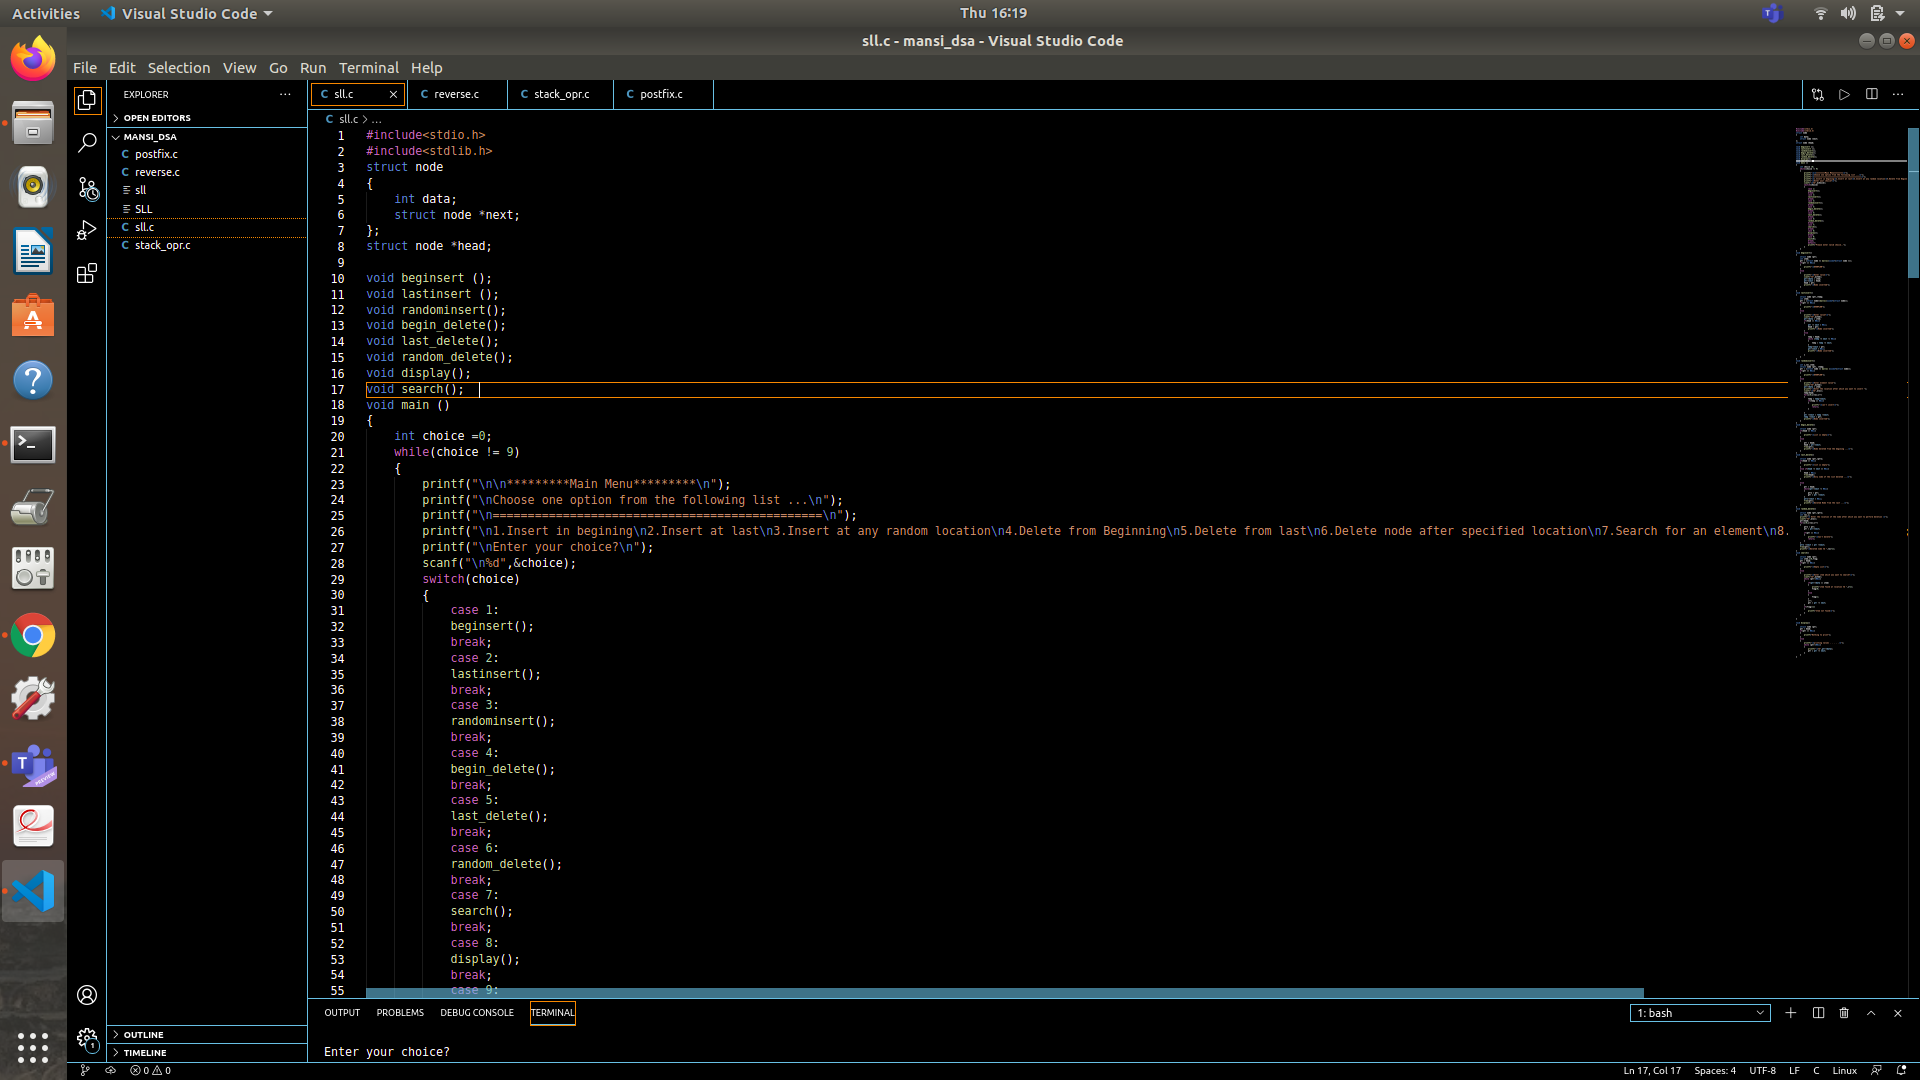 Activities
Visual Studio Code
Thu 16:19
sll.c - mansi_dsa - Visual Studio Code
File Edit Selection View Go Run Terminal Help
EXPLORER
OPEN EDITORS
MANSI_DSA
C postfix.c
C reverse.c
sll
SLL
C sll.c
C stack_opr.c
OUTLINE
TIMELINE
C sll.c
C reverse.c
C stack_opr.c
C postfix.c
C sll.c > ...
1 #include<stdio.h>
2 #include<stdlib.h>
3 struct node
4 {
5 int data;
6 struct node *next;
7 };
8 struct node *head;
9
10 void beginsert ();
11 void lastinsert ();
12 void randominsert();
13 void begin_delete();
14 void last_delete();
15 void random_delete();
16 void display();
17 void search();
18 void main ()
19 {
20 int choice =0;
21 while(choice != 9)
22 {
23 printf("\n\n*********Main Menu*********\n");
24 printf("\nChoose one option from the following list ...\n");
25 printf("\n===============================================\n");
26 printf("\n1.Insert in begining\n2.Insert at last\n3.Insert at any random location\n4.Delete from Beginning\n5.Delete from last\n6.Delete node after specified location\n7.Search for an element\n8.
27 printf("\nEnter your choice?\n");
28 scanf("\n%d",&choice);
29 switch(choice)
30 {
31 case 1:
32 beginsert();
33 break;
34 case 2:
35 lastinsert();
36 break;
37 case 3:
38 randominsert();
39 break;
40 case 4:
41 begin_delete();
42 break;
43 case 5:
44 last_delete();
45 break;
46 case 6:
47 random_delete();
48 break;
49 case 7:
50 search();
51 break;
52 case 8:
53 display();
54 break;
55 case 9:
OUTPUT PROBLEMS DEBUG CONSOLE TERMINAL
1: bash
Enter your choice?
0 0
Ln 17, Col 17 Spaces: 4 UTF-8 LF C Linux